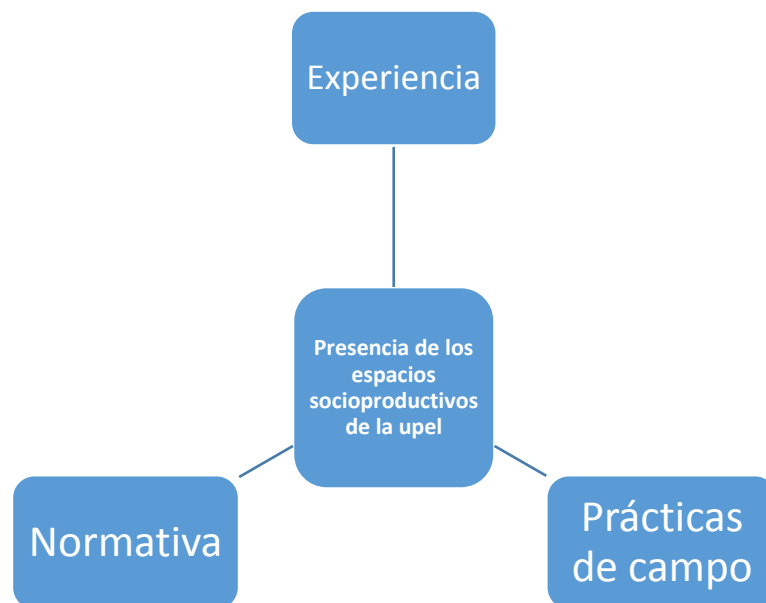 Experiencia
Presencia de los
espacios
socioproductivos
de la upel
Normativa
Prácticas
de campo